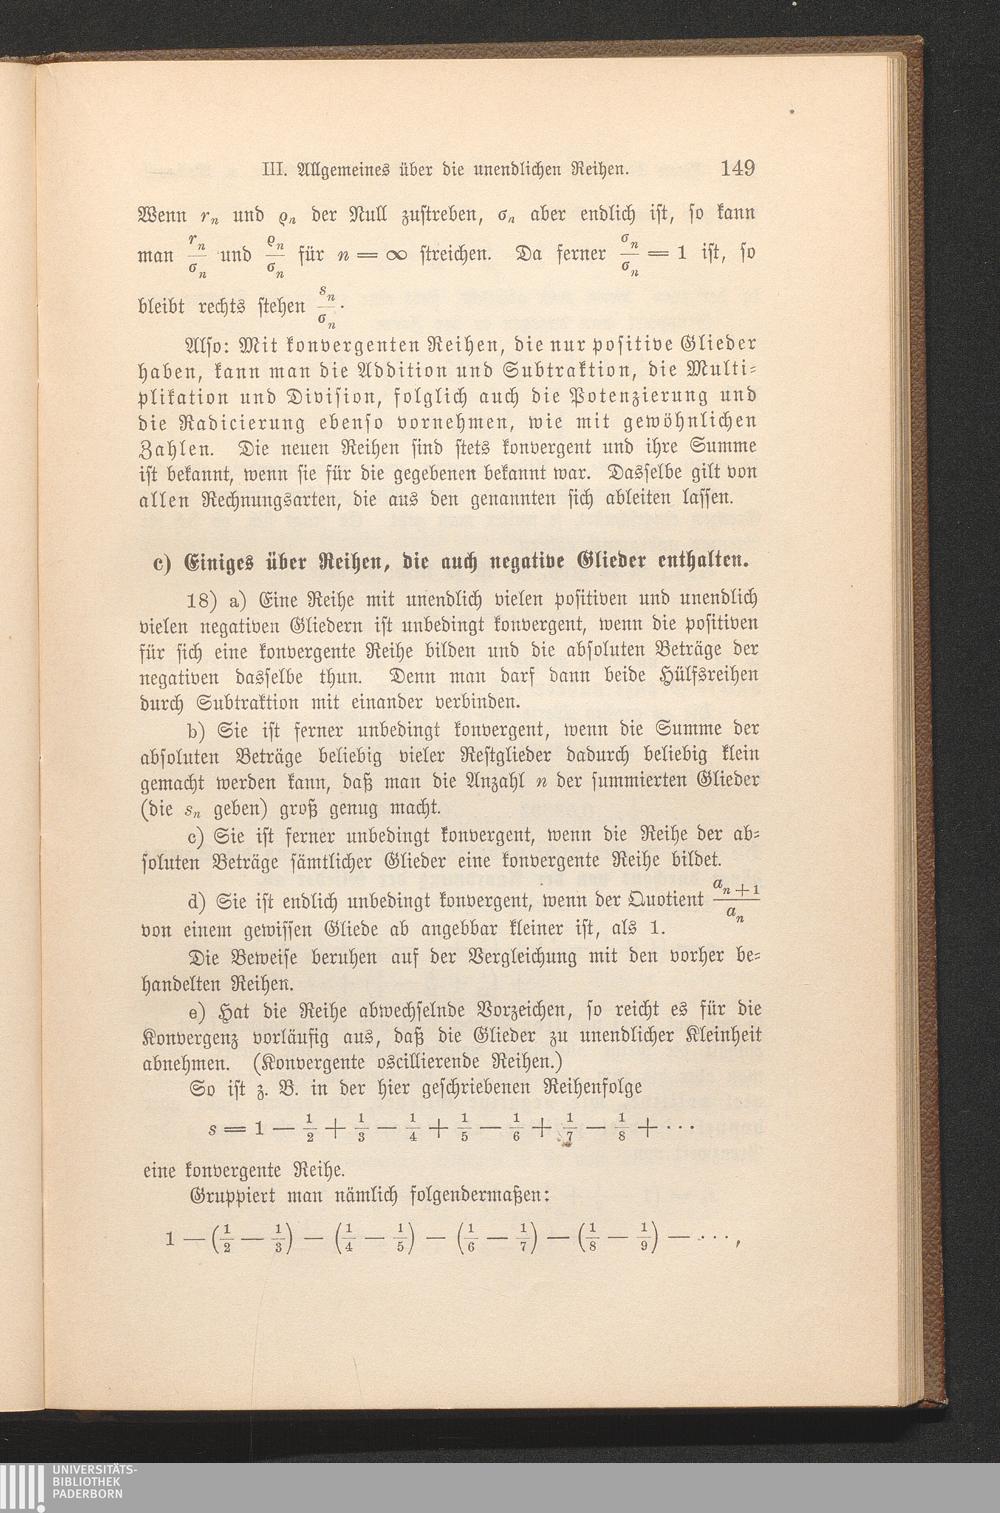 III. Allgemeines über die unendlichen Reihen. 149
Wenn rₙ und ϱₙ der Null zustreben, σₙ aber endlich ist, so kann
man rₙ/σₙ und ϱₙ/σₙ für n = ∞ streichen. Da ferner σₙ/σₙ = 1 ist, so
bleibt rechts stehen sₙ/σₙ.
Also: Mit konvergenten Reihen, die nur positive Glieder
haben, kann man die Addition und Subtraktion, die Multi-
plikation und Division, folglich auch die Potenzierung und
die Radicierung ebenso vornehmen, wie mit gewöhnlichen
Zahlen. Die neuen Reihen sind stets konvergent und ihre Summe
ist bekannt, wenn sie für die gegebenen bekannt war. Dasselbe gilt von
allen Rechnungsarten, die aus den genannten sich ableiten lassen.
c) Einiges über Reihen, die auch negative Glieder enthalten.
18) a) Eine Reihe mit unendlich vielen positiven und unendlich
vielen negativen Gliedern ist unbedingt konvergent, wenn die positiven
für sich eine konvergente Reihe bilden und die absoluten Beträge der
negativen dasselbe thun. Denn man darf dann beide Hülfsreihen
durch Subtraktion mit einander verbinden.
b) Sie ist ferner unbedingt konvergent, wenn die Summe der
absoluten Beträge beliebig vieler Restglieder dadurch beliebig klein
gemacht werden kann, daß man die Anzahl n der summierten Glieder
(die sₙ geben) groß genug macht.
c) Sie ist ferner unbedingt konvergent, wenn die Reihe der ab-
soluten Beträge sämtlicher Glieder eine konvergente Reihe bildet.
d) Sie ist endlich unbedingt konvergent, wenn der Quotient aₙ₊₁/aₙ
von einem gewissen Gliede ab angebbar kleiner ist, als 1.
Die Beweise beruhen auf der Vergleichung mit den vorher be-
handelten Reihen.
e) Hat die Reihe abwechselnde Vorzeichen, so reicht es für die
Konvergenz vorläufig aus, daß die Glieder zu unendlicher Kleinheit
abnehmen. (Konvergente oscillierende Reihen.)
So ist z. B. in der hier geschriebenen Reihenfolge
s = 1 — 1/2 + 1/3 — 1/4 + 1/5 — 1/6 + 1/7 — 1/8 + · · ·
eine konvergente Reihe.
Gruppiert man nämlich folgendermaßen:
1 — (1/2 — 1/3) — (1/4 — 1/5) — (1/6 — 1/7) — (1/8 — 1/9) — · · · ,
UNIVERSITÄTS-
BIBLIOTHEK
PADERBORN